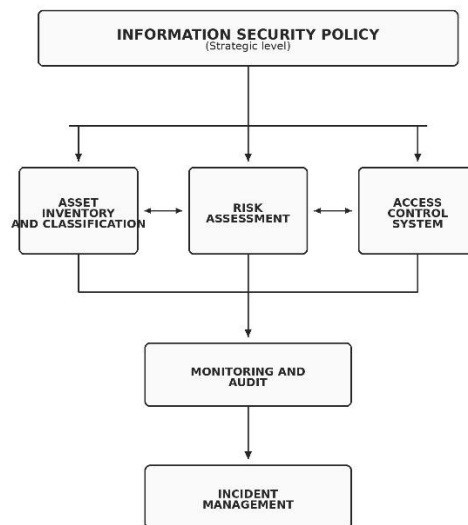 INFORMATION SECURITY POLICY
(Strategic level)
ASSET
INVENTORY
AND CLASSIFICATION
RISK
ASSESSMENT
ACCESS
CONTROL
SYSTEM
MONITORING AND
AUDIT
INCIDENT
MANAGEMENT